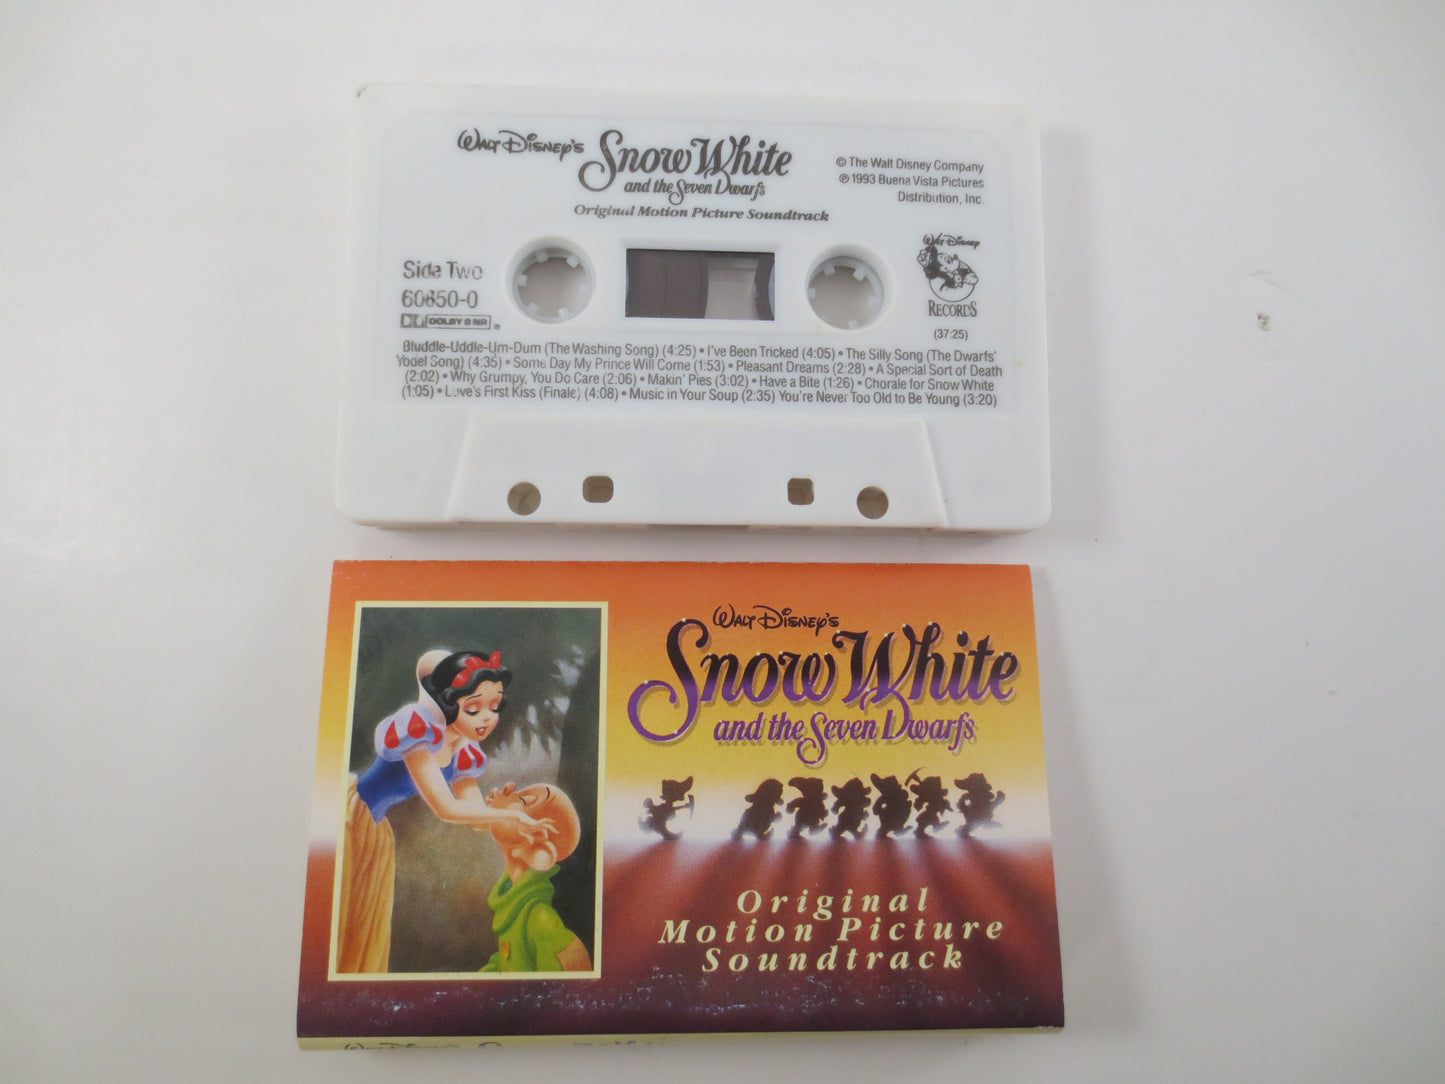 Walt Disney's Snow White
and the Seven Dwarfs
Original Motion Picture Soundtrack
© The Walt Disney Company
℗ 1993 Buena Vista Pictures
Distribution, Inc.
Side Two
60850-0
DOLBY B NR
Walt Disney
RECORDS
(37:25)
Bluddle-Uddle-Um-Dum (The Washing Song) (4:25) • I've Been Tricked (4:05) • The Silly Song (The Dwarfs'
Yodel Song) (4:35) • Some Day My Prince Will Come (1:53) • Pleasant Dreams (2:28) • A Special Sort of Death
(2:02) • Why Grumpy, You Do Care (2:06) • Makin' Pies (3:02) • Have a Bite (1:26) • Chorale for Snow White
(1:05) • Love's First Kiss (Finale) (4:08) • Music in Your Soup (2:35) You're Never Too Old to Be Young (3:20)
Walt Disney's
Snow White
and the Seven Dwarfs
Original
Motion Picture
Soundtrack